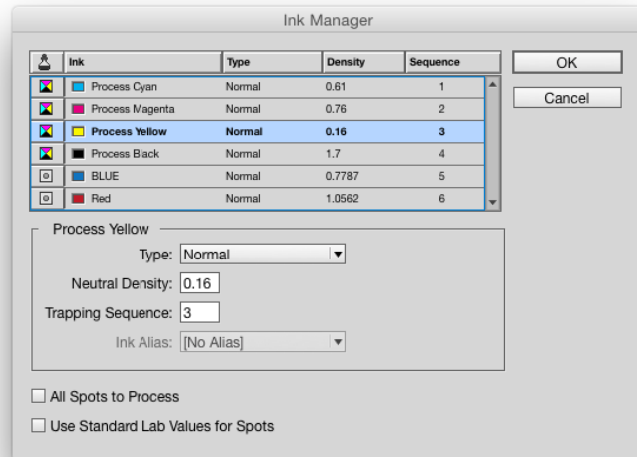 Ink Manager
Ink Type Density Sequence
Process Cyan Normal 0.61 1
Process Magenta Normal 0.76 2
Process Yellow Normal 0.16 3
Process Back Normal 1.7 4
BLUE Normal 0.7787 5
Red Normal 1.0562 6
OK
Cancel
Process Yellow
Type: Normal
Neutral Density: 0.16
Trapping Sequence: 3
Ink Alias: [No Alias]
All Spots to Process
Use Standard Lab Values for Spots